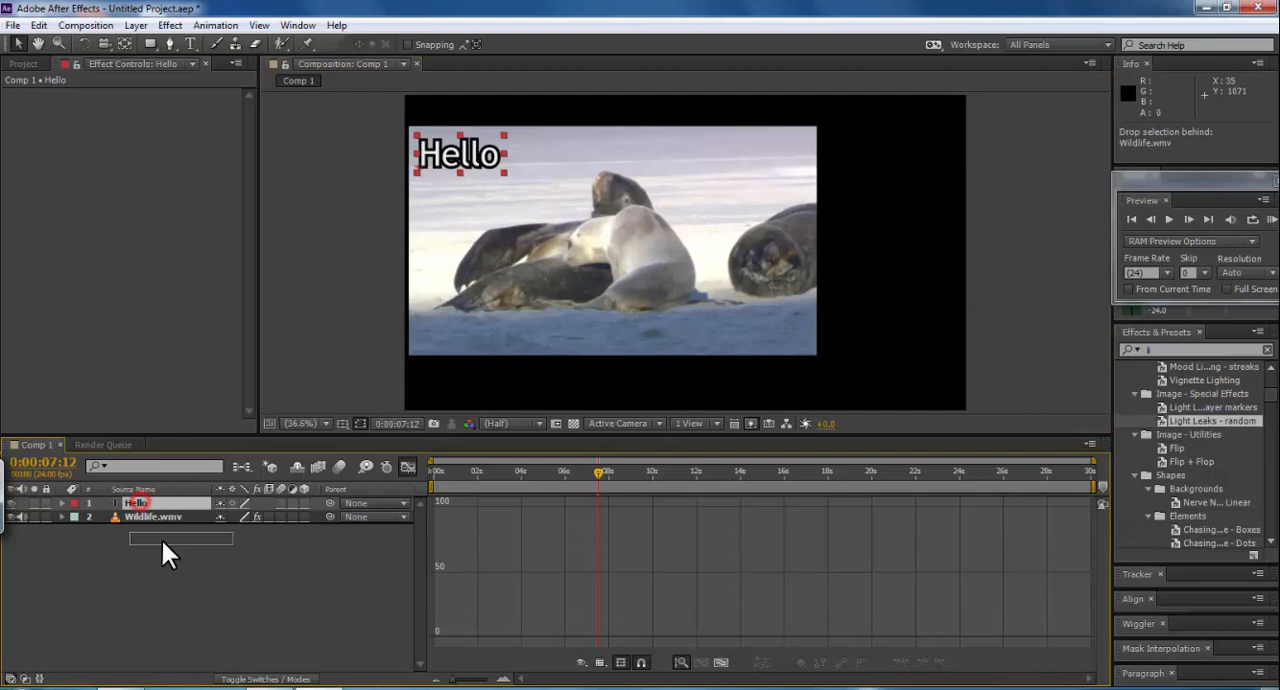 Adobe After Effects - Untitled Project.aep *
File Edit Composition Layer Effect Animation View Window Help
Snapping Workspace: All Panels Search Help
Project Effect Controls: Hello Composition: Comp 1 Info
Comp 1 • Hello Comp 1
R: X: 35
G: Y: 1071
B:
A: 0
Drop selection behind:
Wildlife.wmv
Hello
Preview
RAM Preview Options
Frame Rate Skip Resolution
(24) 0 Auto
From Current Time Full Screen
-24.0
Effects & Presets
Mood Li...ng - streaks
Vignette Lighting
Image - Special Effects
Light L...ayer markers
Light Leaks - random
Image - Utilities
Flip
Flip + Flop
Shapes
Backgrounds
Nerve N... Linear
Elements
Chasing...e - Boxes
Chasing...e - Dots
(36.6%) 0:00:07:12 (Half) Active Camera 1 View +0.0
Comp 1 Render Queue
0:00:07:12
00180 (24.00 fps)
:00s 02s 04s 06s 08s 10s 12s 14s 16s 18s 20s 22s 24s 26s 28s 30s
# Source Name Parent
1 T Hello None
2 Wildlife.wmv fx None
100
50
0
Toggle Switches / Modes
Tracker
Align
Wiggler
Mask Interpolation
Paragraph